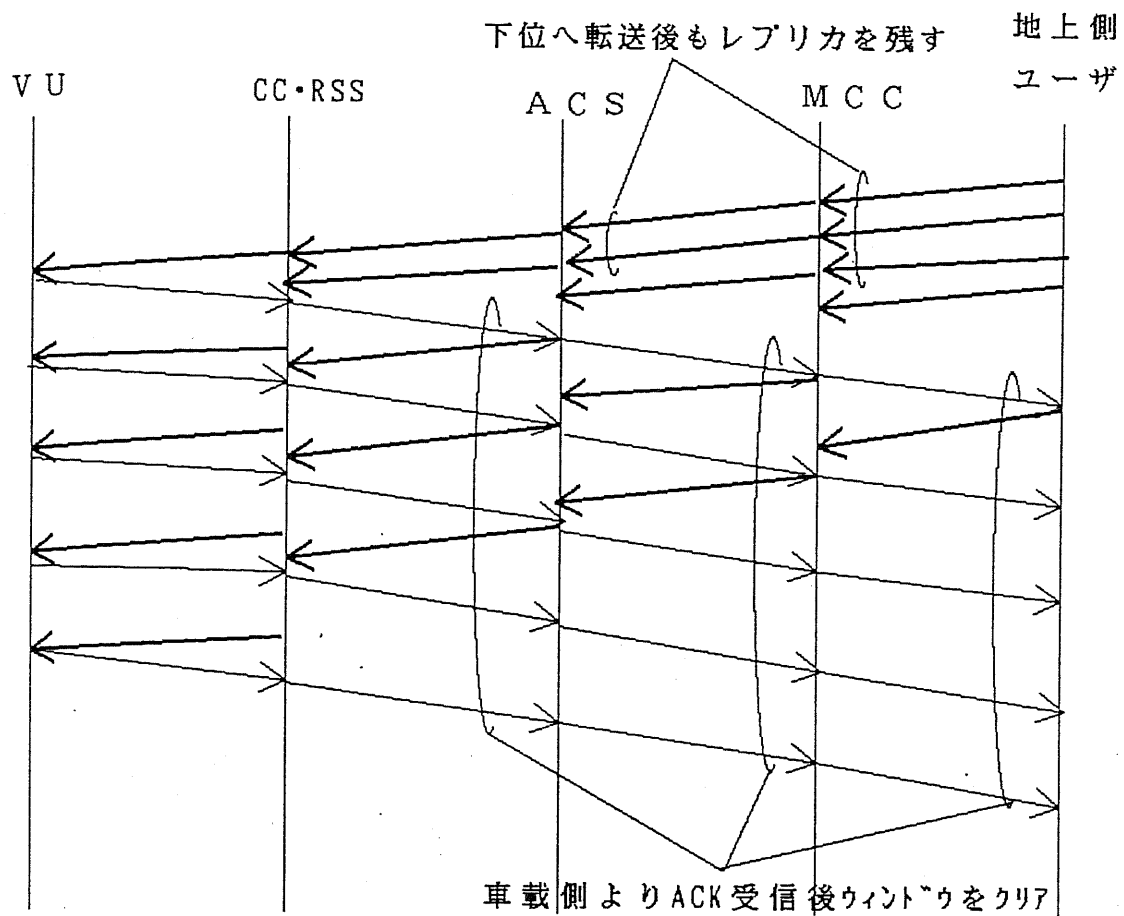 下位へ転送後もレプリカを残す
地上側
ユーザ
ＶＵ
CC・RSS
ＡＣＳ
ＭＣＣ
車載側よりACK受信後ウィンドウをクリア